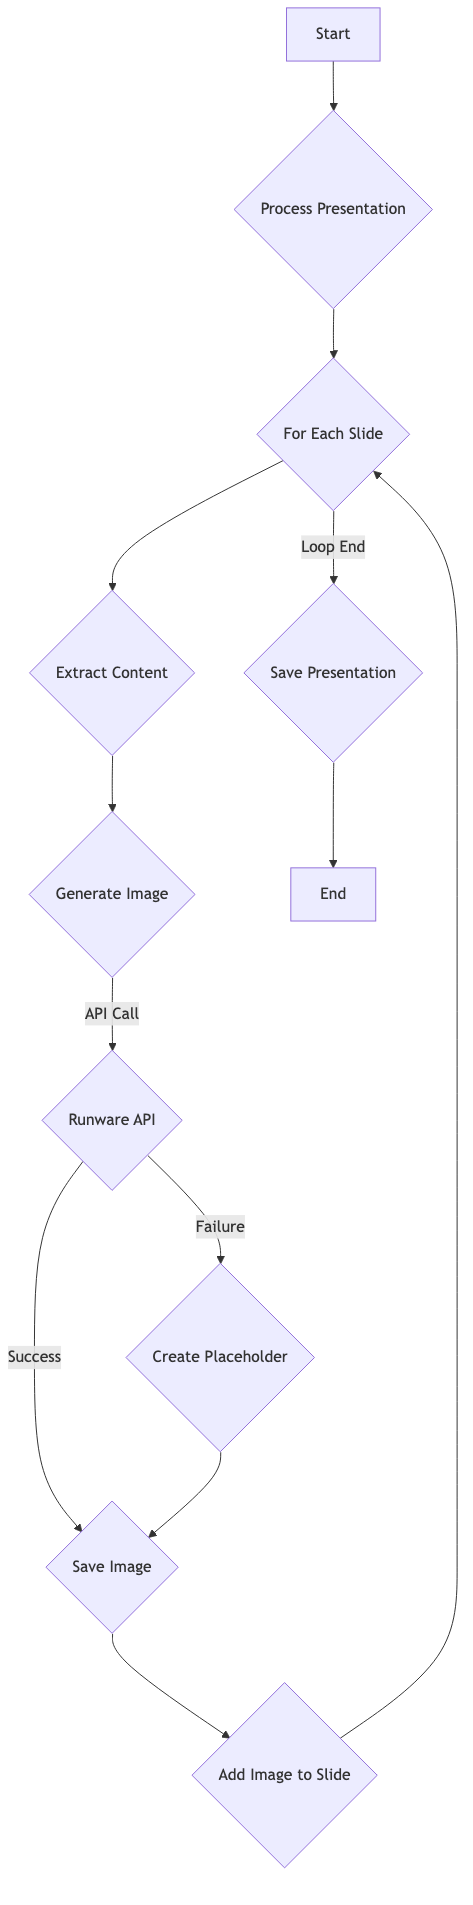 Start
Process Presentation
For Each Slide
Loop End
Extract Content
Save Presentation
Generate Image
End
API Call
Runware API
Failure
Success
Create Placeholder
Save Image
Add Image to Slide